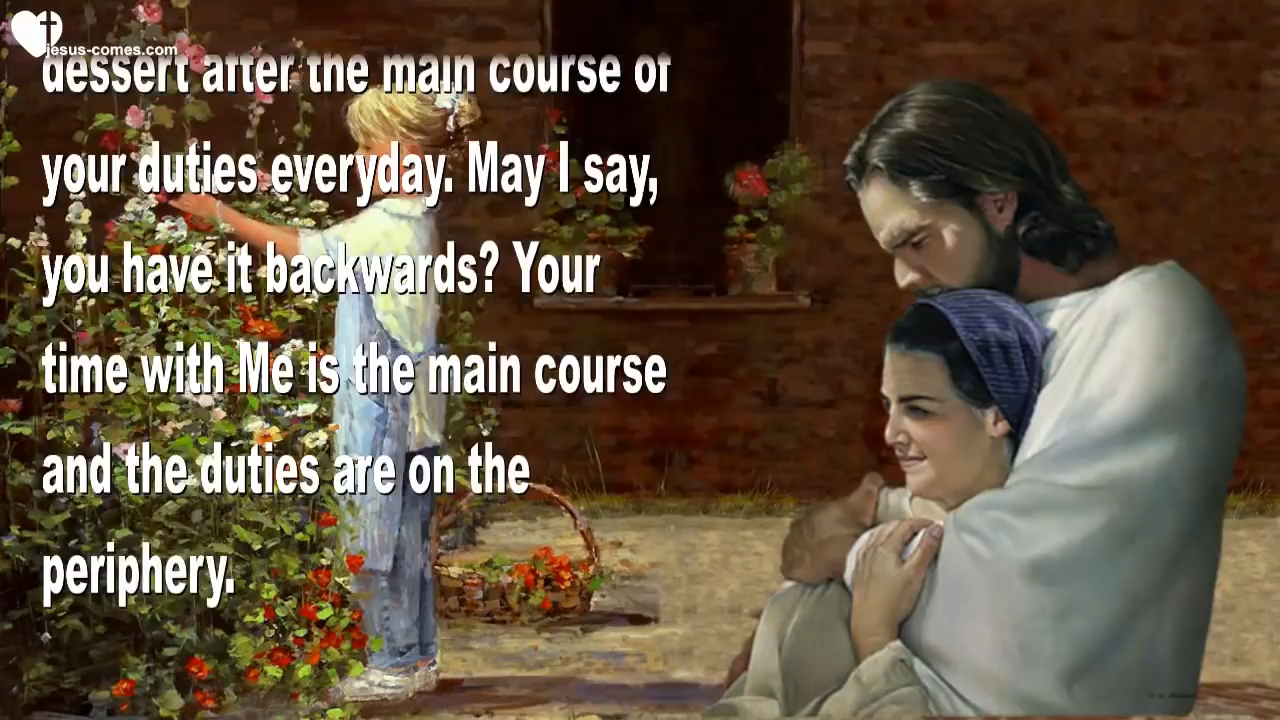 jesus-comes.com
dessert after the main course of
your duties everyday. May I say,
you have it backwards? Your
time with Me is the main course
and the duties are on the
periphery.